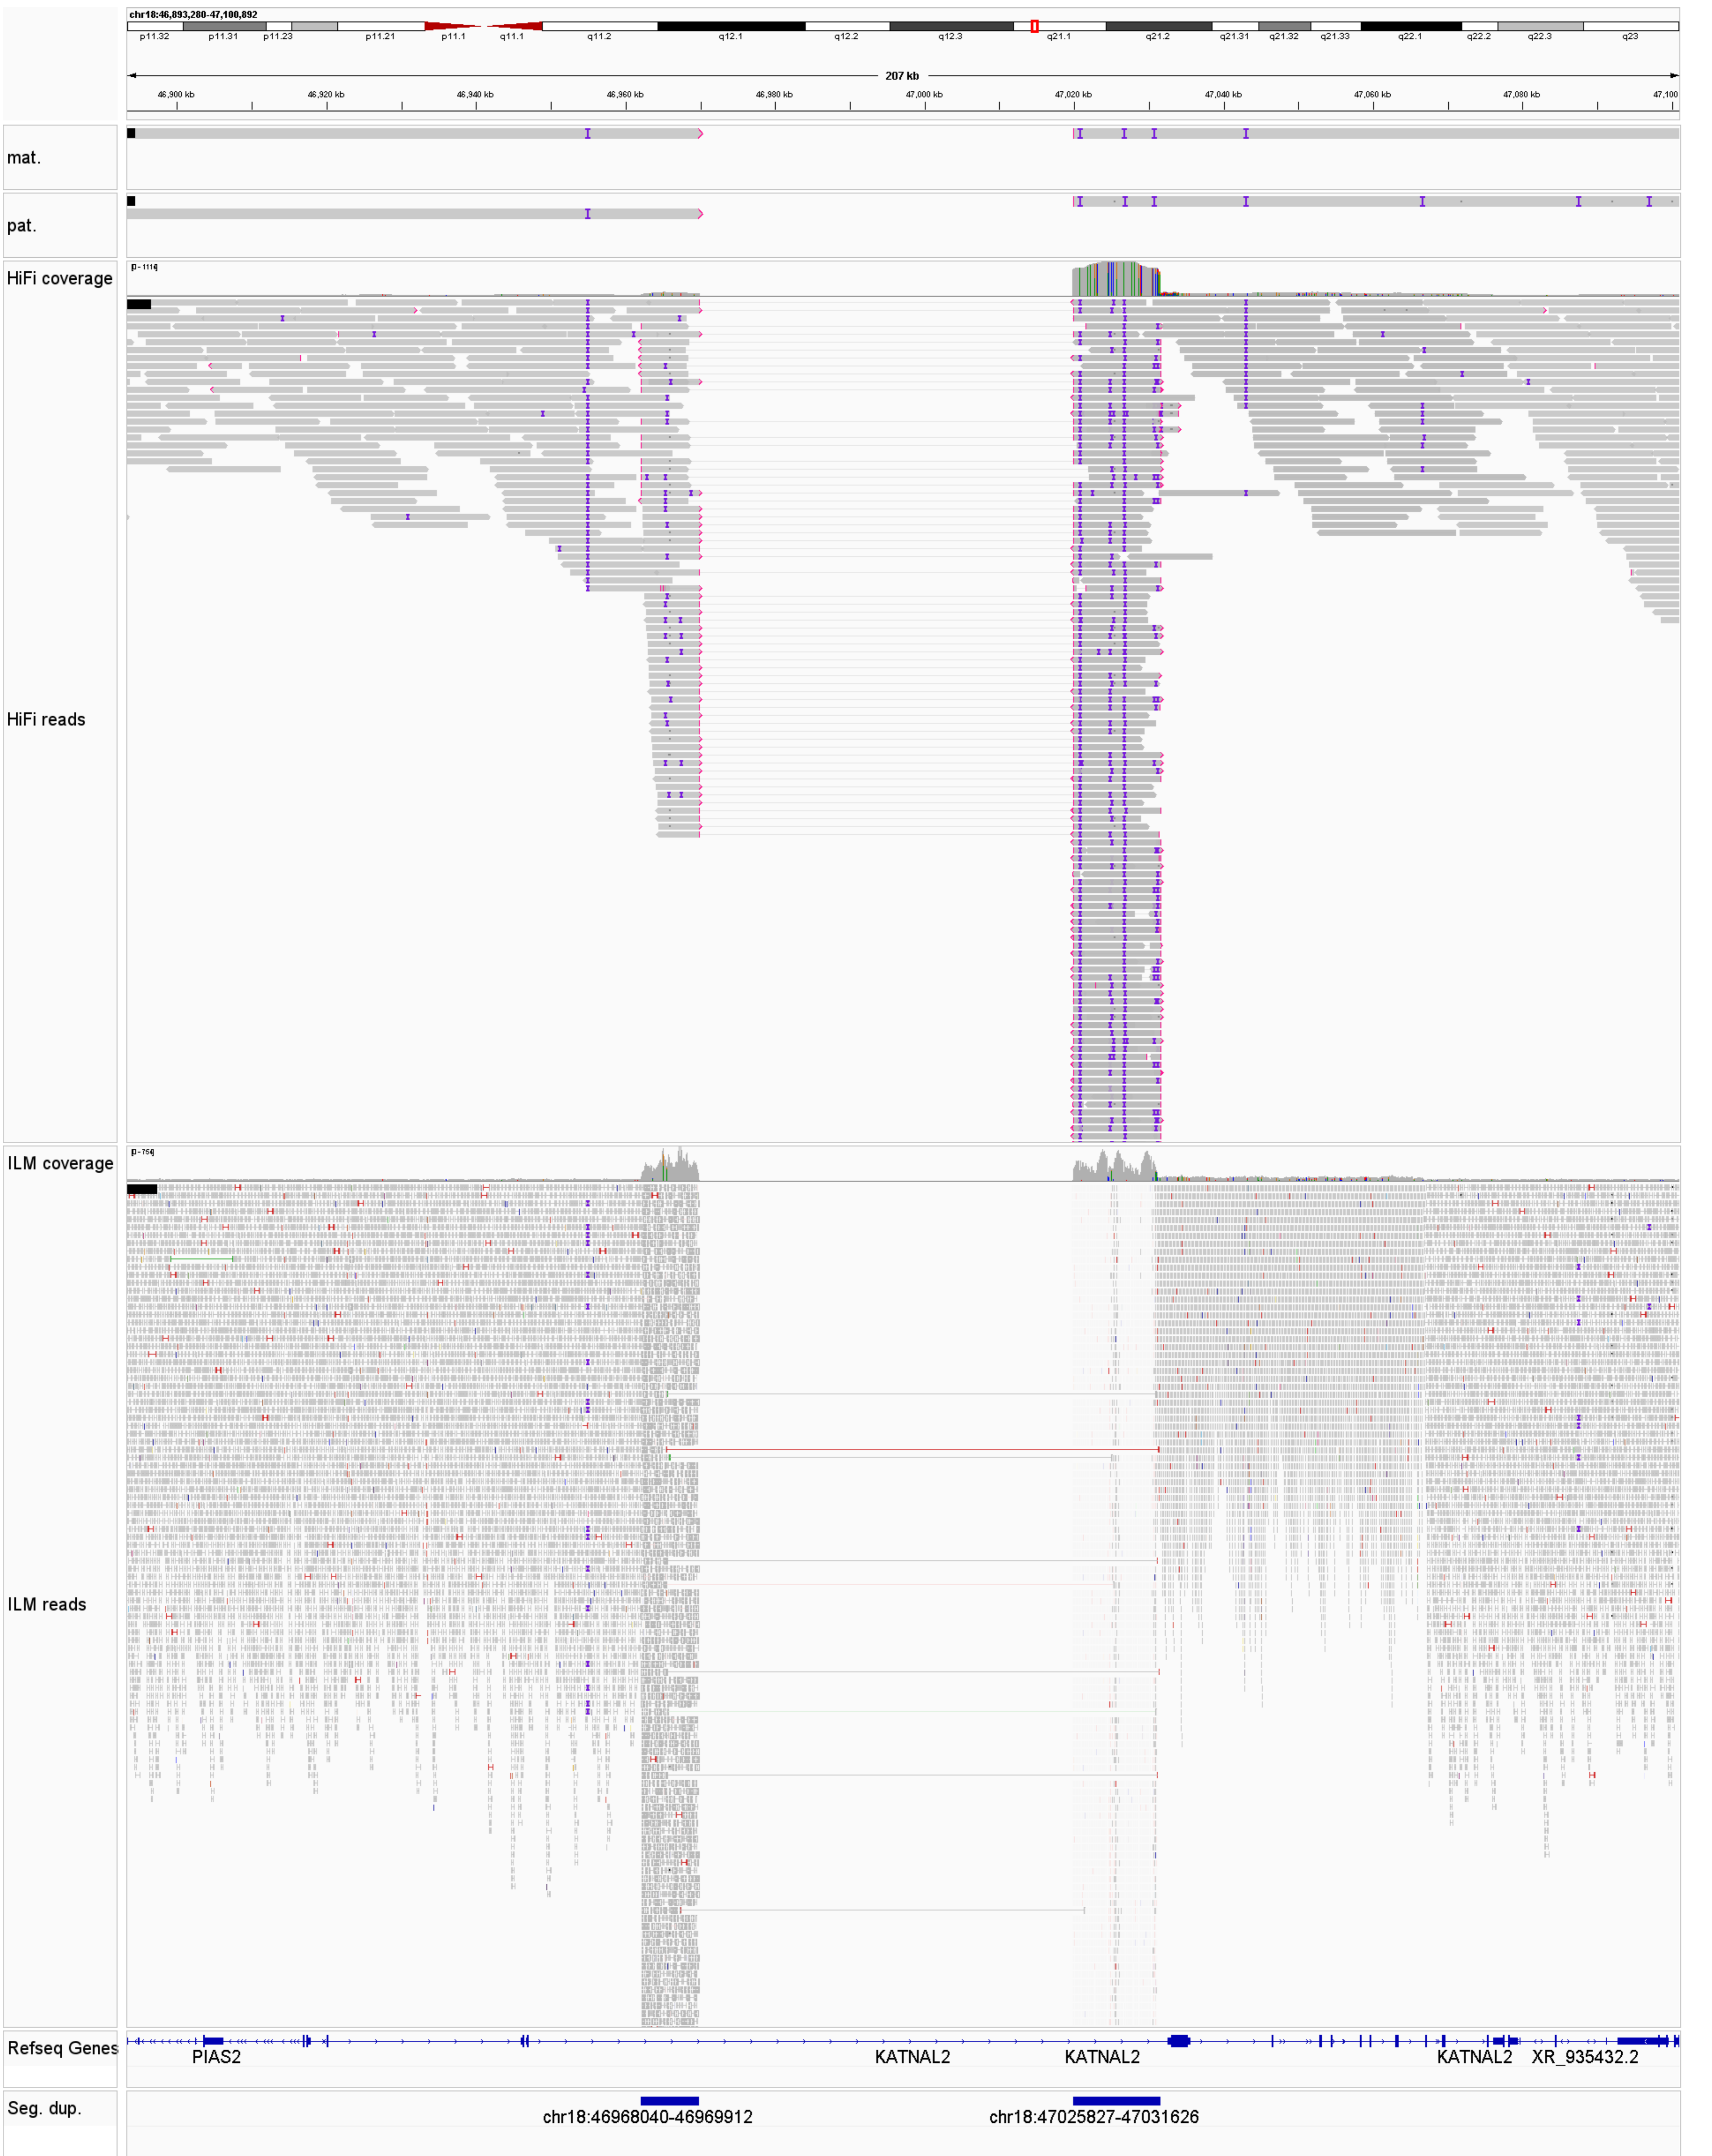 chr18:46,893,280-47,100,892
p11.32 p11.31 p11.23 p11.21 p11.1 q11.1 q11.2 q12.1 q12.2 q12.3 q21.1 q21.2 q21.31 q21.32 q21.33 q22.1 q22.2 q22.3 q23
207 kb
46,900 kb 46,920 kb 46,940 kb 46,960 kb 46,980 kb 47,000 kb 47,020 kb 47,040 kb 47,060 kb 47,080 kb 47,100
mat.
pat.
HiFi coverage
HiFi reads
ILM coverage
ILM reads
Refseq Genes
PIAS2 KATNAL2 KATNAL2 KATNAL2 XR_935432.2
Seg. dup.
chr18:46968040-46969912 chr18:47025827-47031626